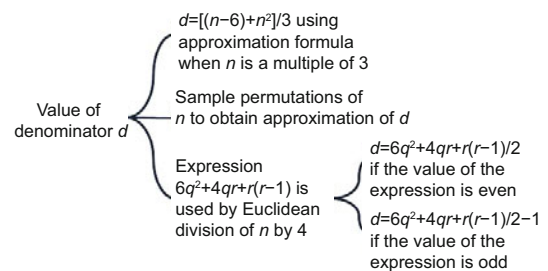 Value of
denominator d
d=[(n−6)+n²]/3 using
approximation formula
when n is a multiple of 3
Sample permutations of
n to obtain approximation of d
Expression
6q²+4qr+r(r−1) is
used by Euclidean
division of n by 4
d=6q²+4qr+r(r−1)/2
if the value of the
expression is even
d=6q²+4qr+r(r−1)/2−1
if the value of the
expression is odd